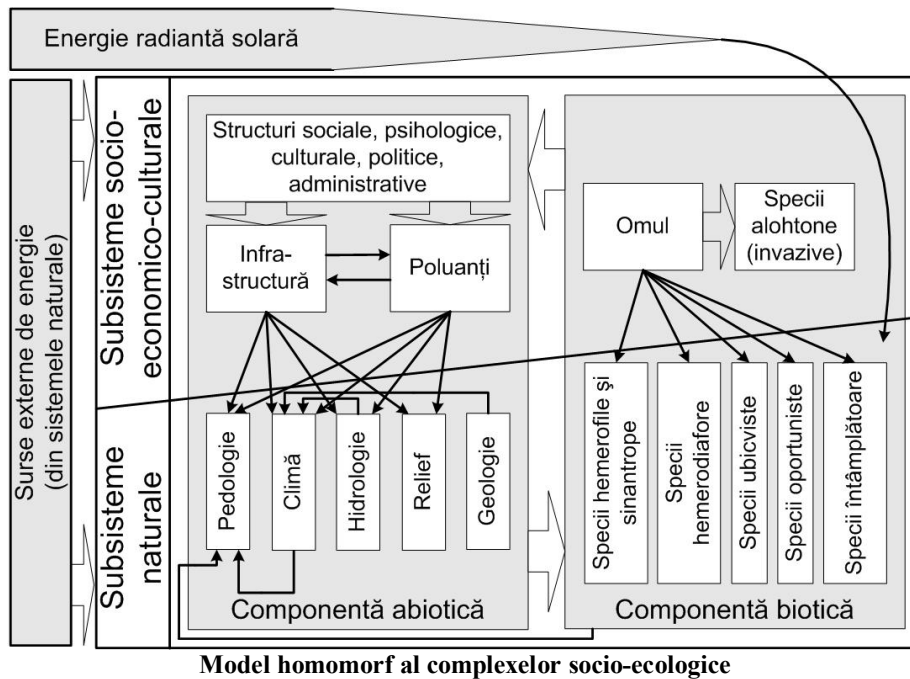 Energie radiantă solară
Surse externe de energie
(din sistemele naturale)
Subsisteme socio-
economico-culturale
Structuri sociale, psihologice,
culturale, politice,
administrative
Infra-
structură
Poluanți
Omul
Specii
alohtone
(invazive)
Subsisteme
naturale
Pedologie
Climă
Hidrologie
Relief
Geologie
Componentă abiotică
Specii hemerofile și
sinantrope
Specii
hemerodiafore
Specii ubicviste
Specii oportuniste
Specii întâmplătoare
Componentă biotică
Model homomorf al complexelor socio-ecologice